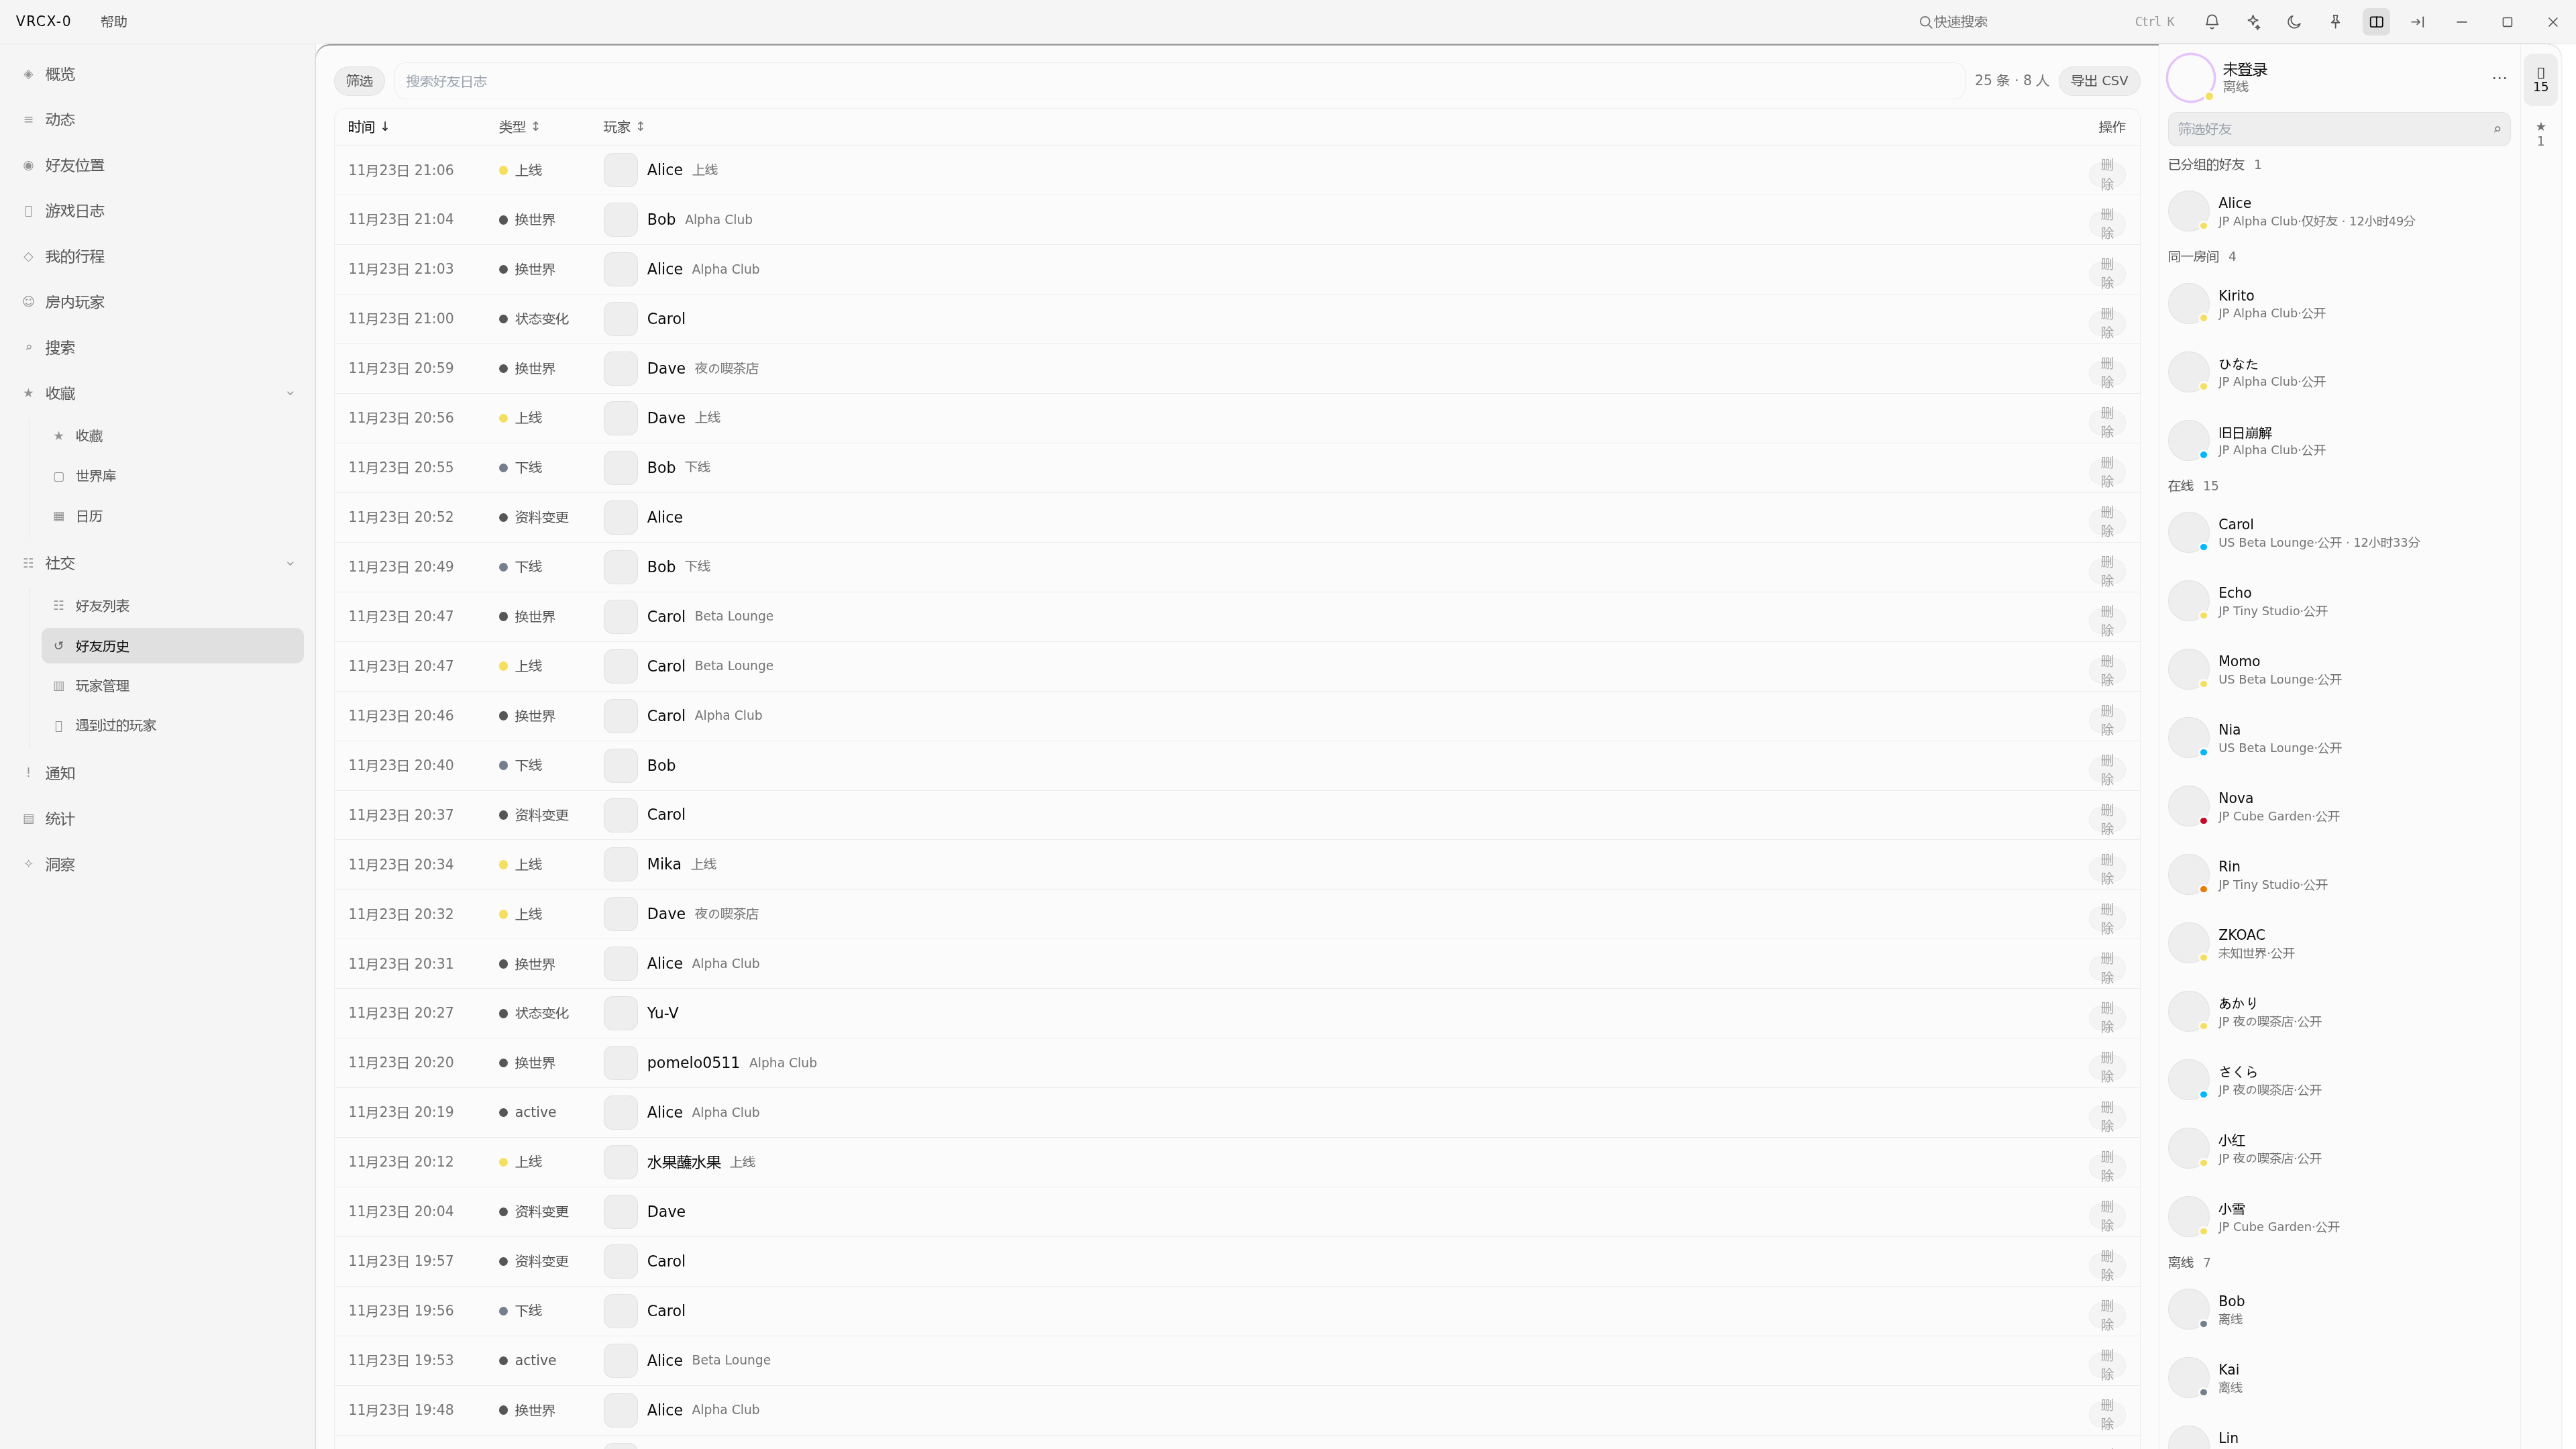 VRCX-0
帮助
快速搜索
Ctrl K
概览
动态
好友位置
游戏日志
我的行程
房内玩家
搜索
收藏
收藏
世界库
日历
社交
好友列表
好友历史
玩家管理
遇到过的玩家
通知
统计
洞察
筛选
搜索好友日志
25 条 · 8 人
导出 CSV
时间 ↓ 类型 ↕ 玩家 ↕ 操作
11月23日 21:06 上线 Alice 上线 删除
11月23日 21:04 换世界 Bob Alpha Club 删除
11月23日 21:03 换世界 Alice Alpha Club 删除
11月23日 21:00 状态变化 Carol 删除
11月23日 20:59 换世界 Dave 夜の喫茶店 删除
11月23日 20:56 上线 Dave 上线 删除
11月23日 20:55 下线 Bob 下线 删除
11月23日 20:52 资料变更 Alice 删除
11月23日 20:49 下线 Bob 下线 删除
11月23日 20:47 换世界 Carol Beta Lounge 删除
11月23日 20:47 上线 Carol Beta Lounge 删除
11月23日 20:46 换世界 Carol Alpha Club 删除
11月23日 20:40 下线 Bob 删除
11月23日 20:37 资料变更 Carol 删除
11月23日 20:34 上线 Mika 上线 删除
11月23日 20:32 上线 Dave 夜の喫茶店 删除
11月23日 20:31 换世界 Alice Alpha Club 删除
11月23日 20:27 状态变化 Yu-V 删除
11月23日 20:20 换世界 pomelo0511 Alpha Club 删除
11月23日 20:19 active Alice Alpha Club 删除
11月23日 20:12 上线 水果蘸水果 上线 删除
11月23日 20:04 资料变更 Dave 删除
11月23日 19:57 资料变更 Carol 删除
11月23日 19:56 下线 Carol 删除
11月23日 19:53 active Alice Beta Lounge 删除
11月23日 19:48 换世界 Alice Alpha Club 删除
未登录
离线
15
1
筛选好友
已分组的好友 1
Alice
JP Alpha Club·仅好友 · 12小时49分
同一房间 4
Kirito
JP Alpha Club·公开
ひなた
JP Alpha Club·公开
旧日崩解
JP Alpha Club·公开
在线 15
Carol
US Beta Lounge·公开 · 12小时33分
Echo
JP Tiny Studio·公开
Momo
US Beta Lounge·公开
Nia
US Beta Lounge·公开
Nova
JP Cube Garden·公开
Rin
JP Tiny Studio·公开
ZKOAC
未知世界·公开
あかり
JP 夜の喫茶店·公开
さくら
JP 夜の喫茶店·公开
小红
JP 夜の喫茶店·公开
小雪
JP Cube Garden·公开
离线 7
Bob
离线
Kai
离线
Lin